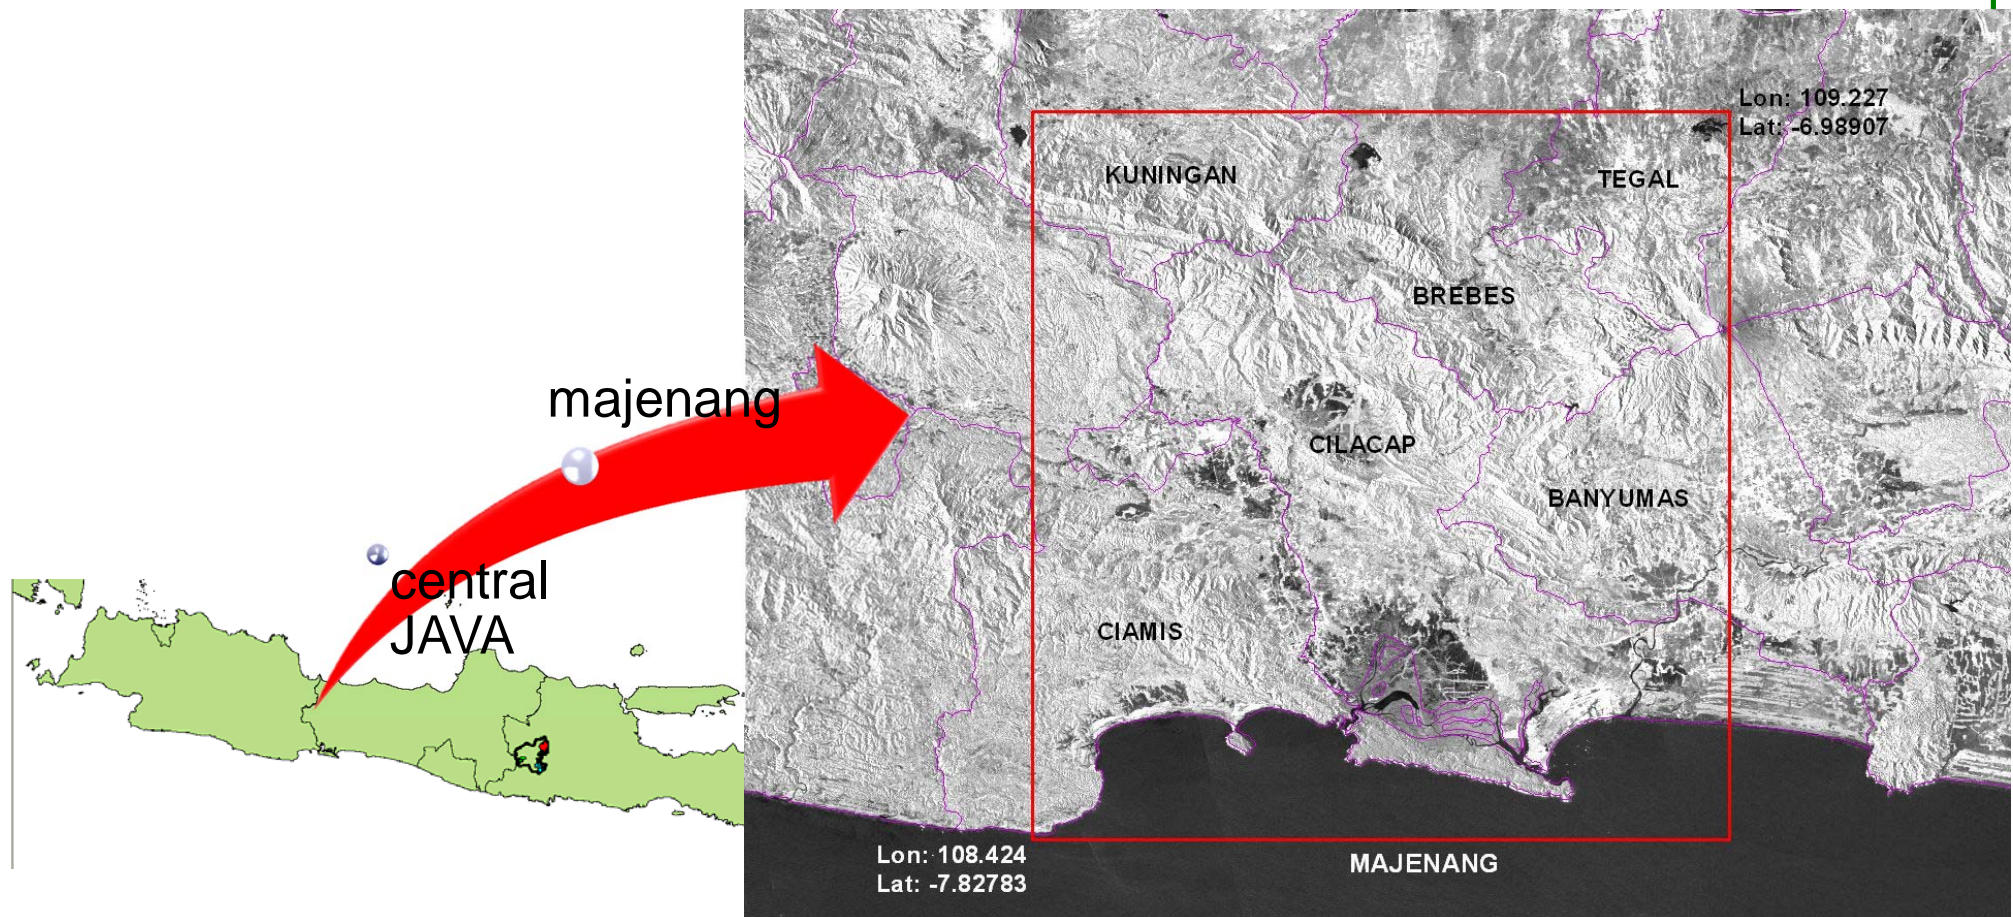 Lon: 109.227
Lat: -6.98907
KUNINGAN
TEGAL
BREBES
majenang
CILACAP
BANYUMAS
central
JAVA
CIAMIS
Lon: 108.424
Lat: -7.82783
MAJENANG